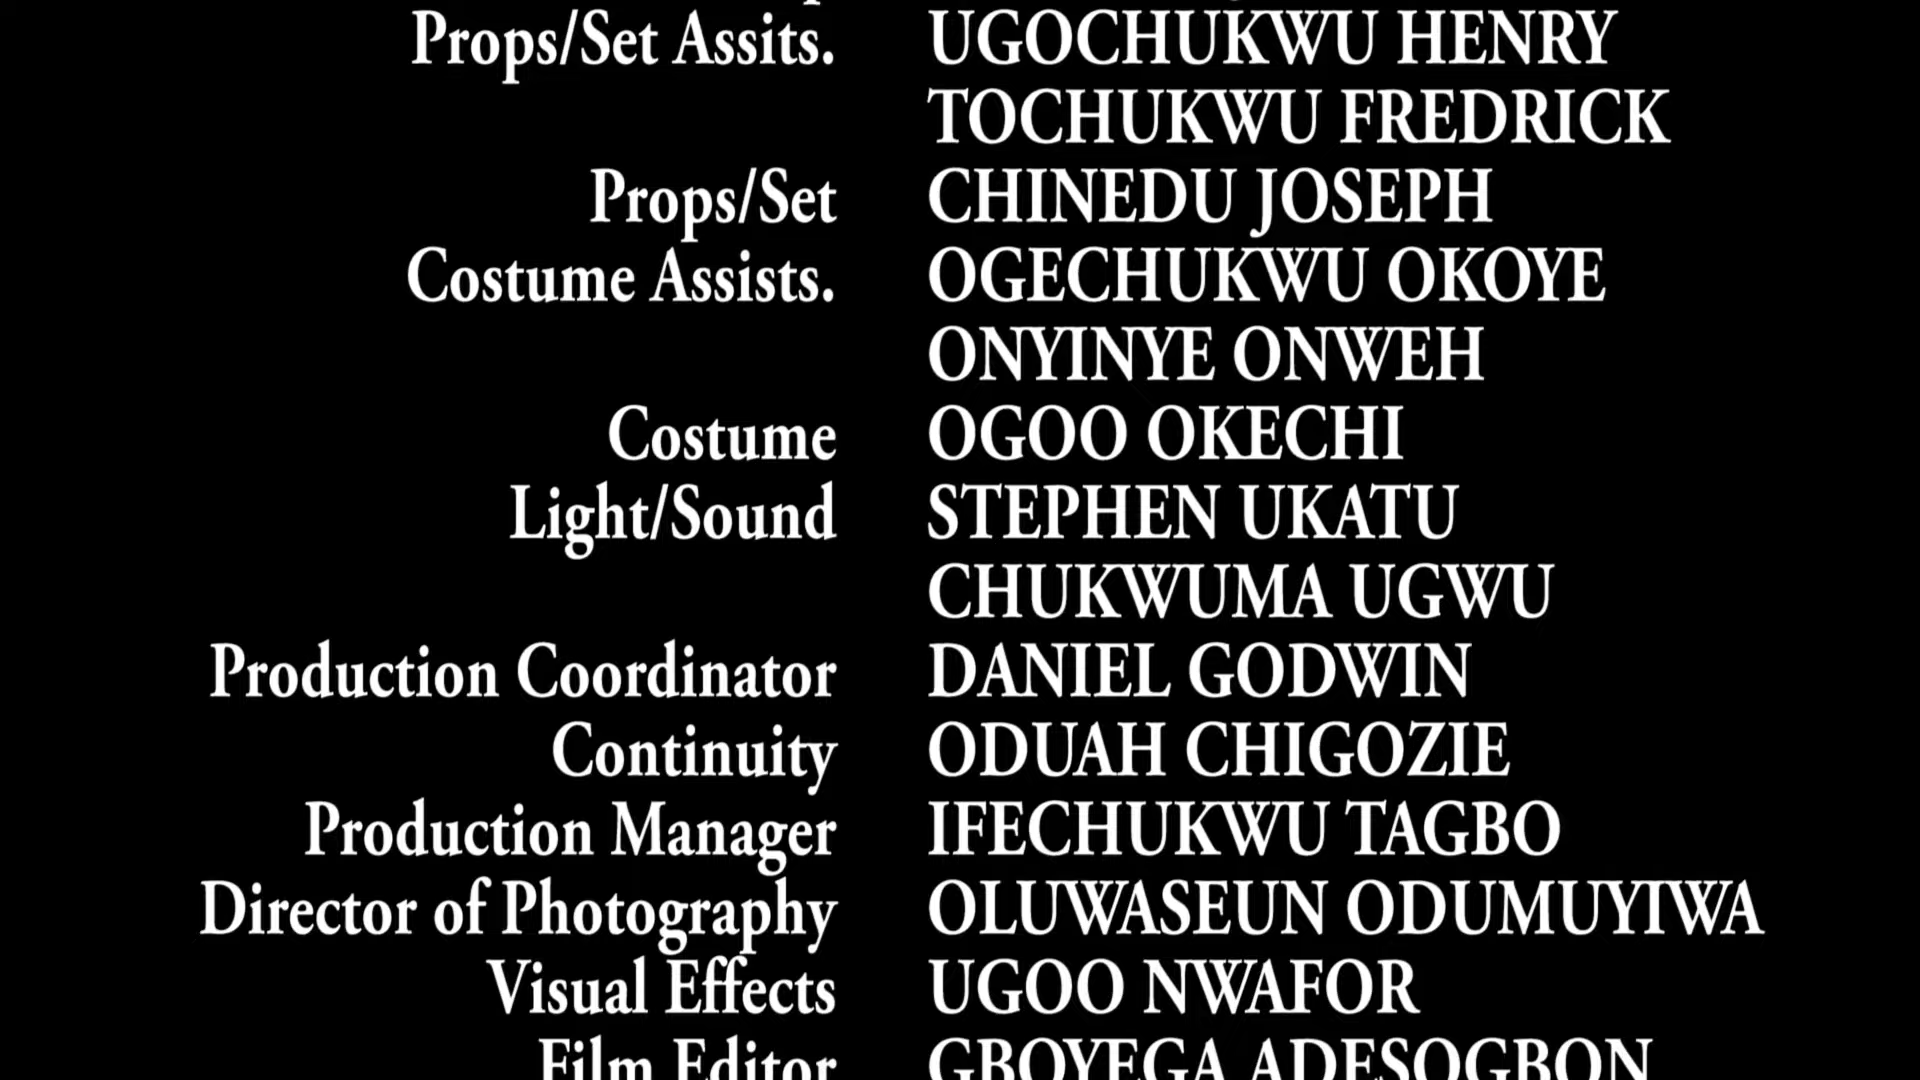 Props/Set Assits. UGOCHUKWU HENRY
TOCHUKWU FREDRICK
Props/Set CHINEDU JOSEPH
Costume Assists. OGECHUKWU OKOYE
ONYINYE ONWEH
Costume OGOO OKECHI
Light/Sound STEPHEN UKATU
CHUKWUMA UGWU
Production Coordinator DANIEL GODWIN
Continuity ODUAH CHIGOZIE
Production Manager IFECHUKWU TAGBO
Director of Photography OLUWASEUN ODUMUYIWA
Visual Effects UGOO NWAFOR
Film Editor GBOYEGA ADESOGBON